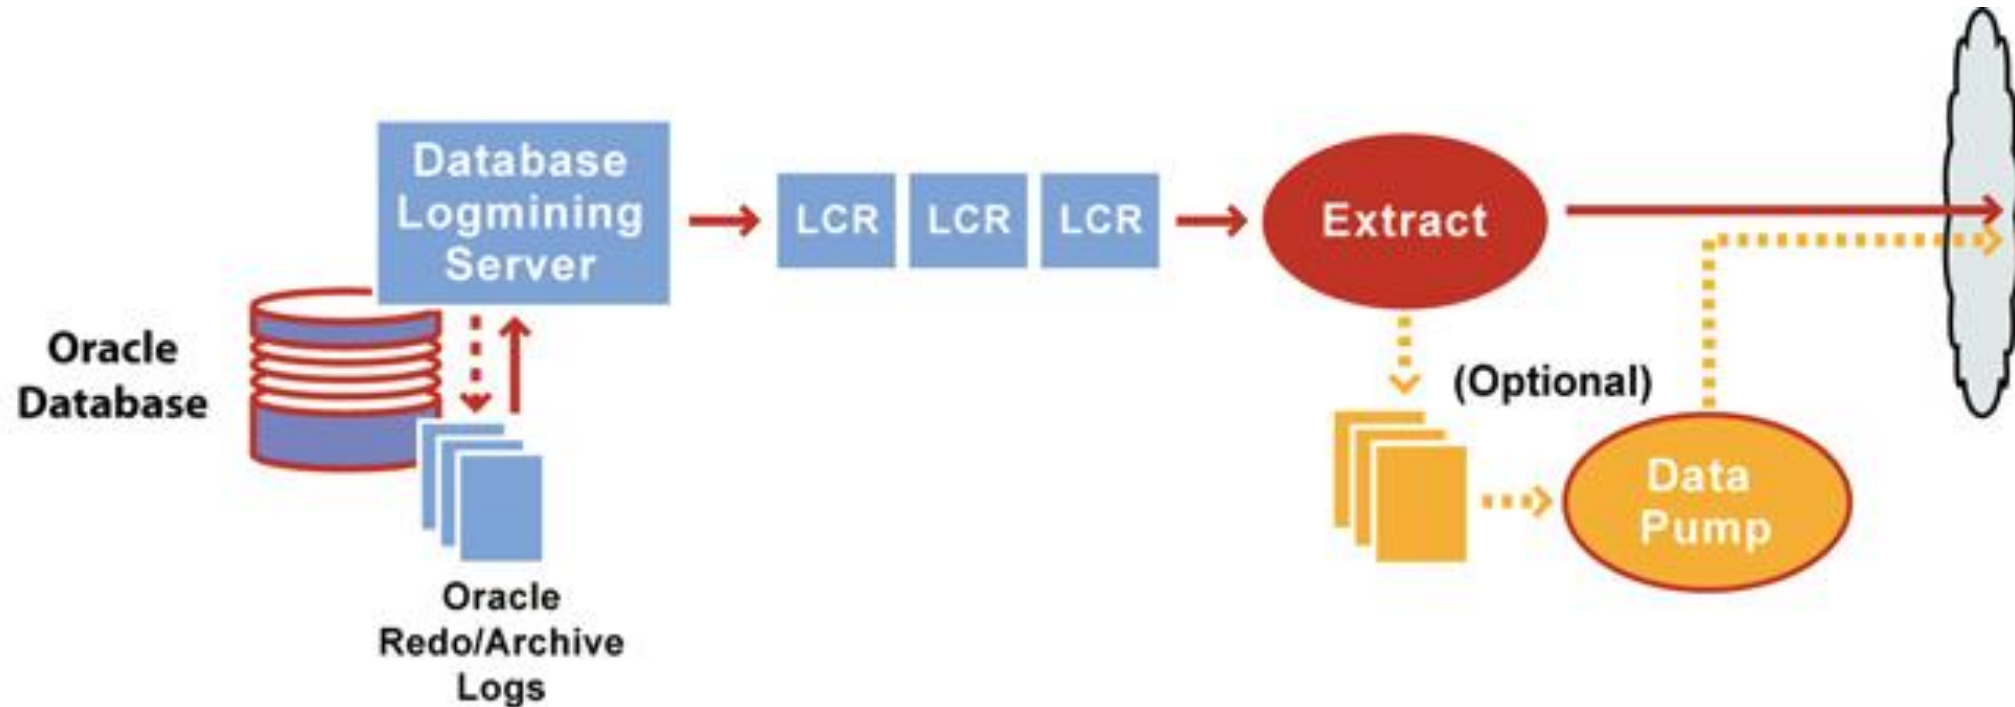 Database
Logmining
Server
LCR LCR LCR
Extract
Oracle
Database
(Optional)
Data
Pump
Oracle
Redo/Archive
Logs